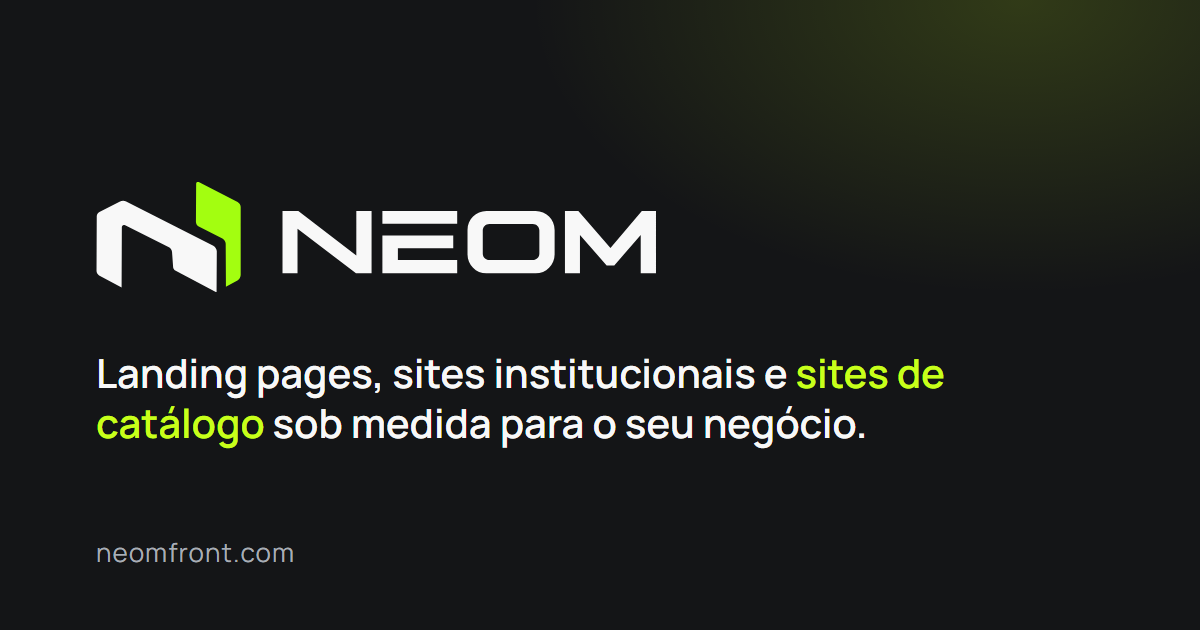 NEOM
Landing pages, sites institucionais e sites de
catálogo sob medida para o seu negócio.
neomfront.com